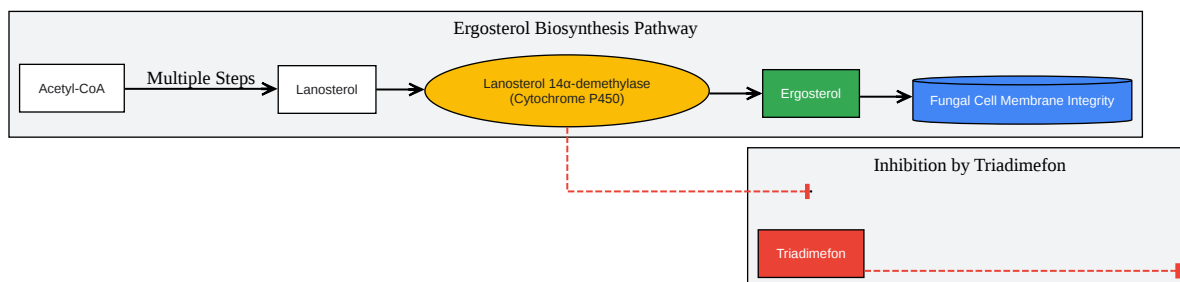 Ergosterol Biosynthesis Pathway
Acetyl-CoA
Multiple Steps
Lanosterol
Lanosterol 14α-demethylase
(Cytochrome P450)
Ergosterol
Fungal Cell Membrane Integrity
Inhibition by Triadimefon
Triadimefon